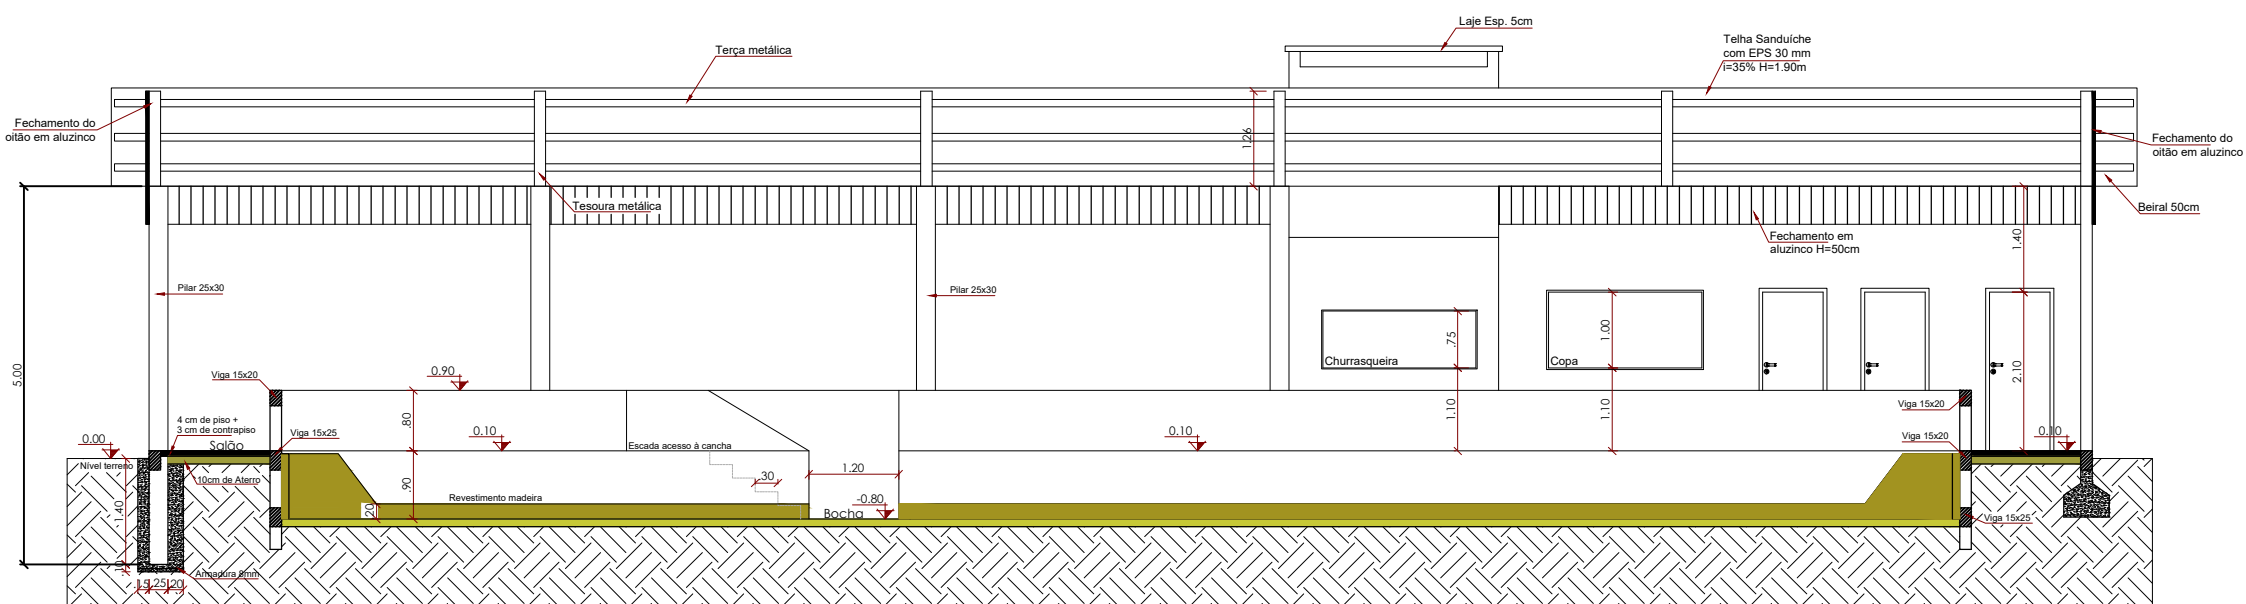 Laje Esp. 5cm
Terça metálica
Telha Sanduíche
com EPS 30 mm
i=35% H=1.90m
Fechamento do
oitão em aluzinco
1.26
Fechamento do
oitão em aluzinco
Tesoura metálica
Beiral 50cm
Fechamento em
aluzinco H=50cm
1.40
Pilar 25x30
Pilar 25x30
5.00
.75
1.00
Churrasqueira
Copa
2.10
Viga 15x20
0.90
Viga 15x20
4 cm de piso +
3 cm de contrapiso
.80
1.10
1.10
0.00
Salão
Viga 15x25
0.10
Escada acesso à cancha
0.10
Viga 15x20
0.10
Nível terreno
10cm de Aterro
.90
1.20
.30
Revestimento madeira
-0.80
Bocha
.20
1.40
Viga 15x25
.10
Armadura 8mm
.25
.20